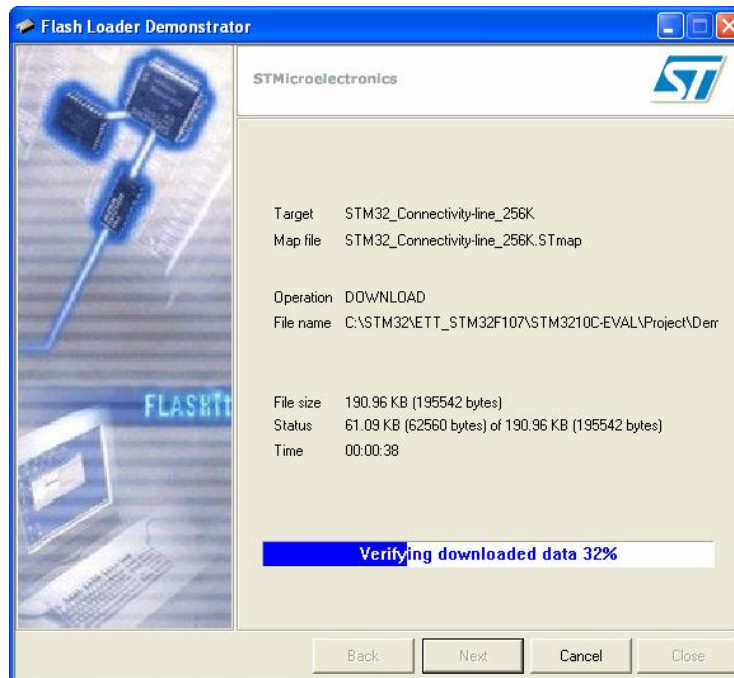 Flash Loader Demonstrator
STMicroelectronics
ST
Target STM32_Connectivity-line_256K
Map file STM32_Connectivity-line_256K.STmap
Operation DOWNLOAD
File name C:\STM32\ETT_STM32F107\STM3210C-EVAL\Project\Dem
FLASHit
File size 190.96 KB (195542 bytes)
Status 61.09 KB (62560 bytes) of 190.96 KB (195542 bytes)
Time 00:00:38
Verifying downloaded data 32%
Back Next Cancel Close